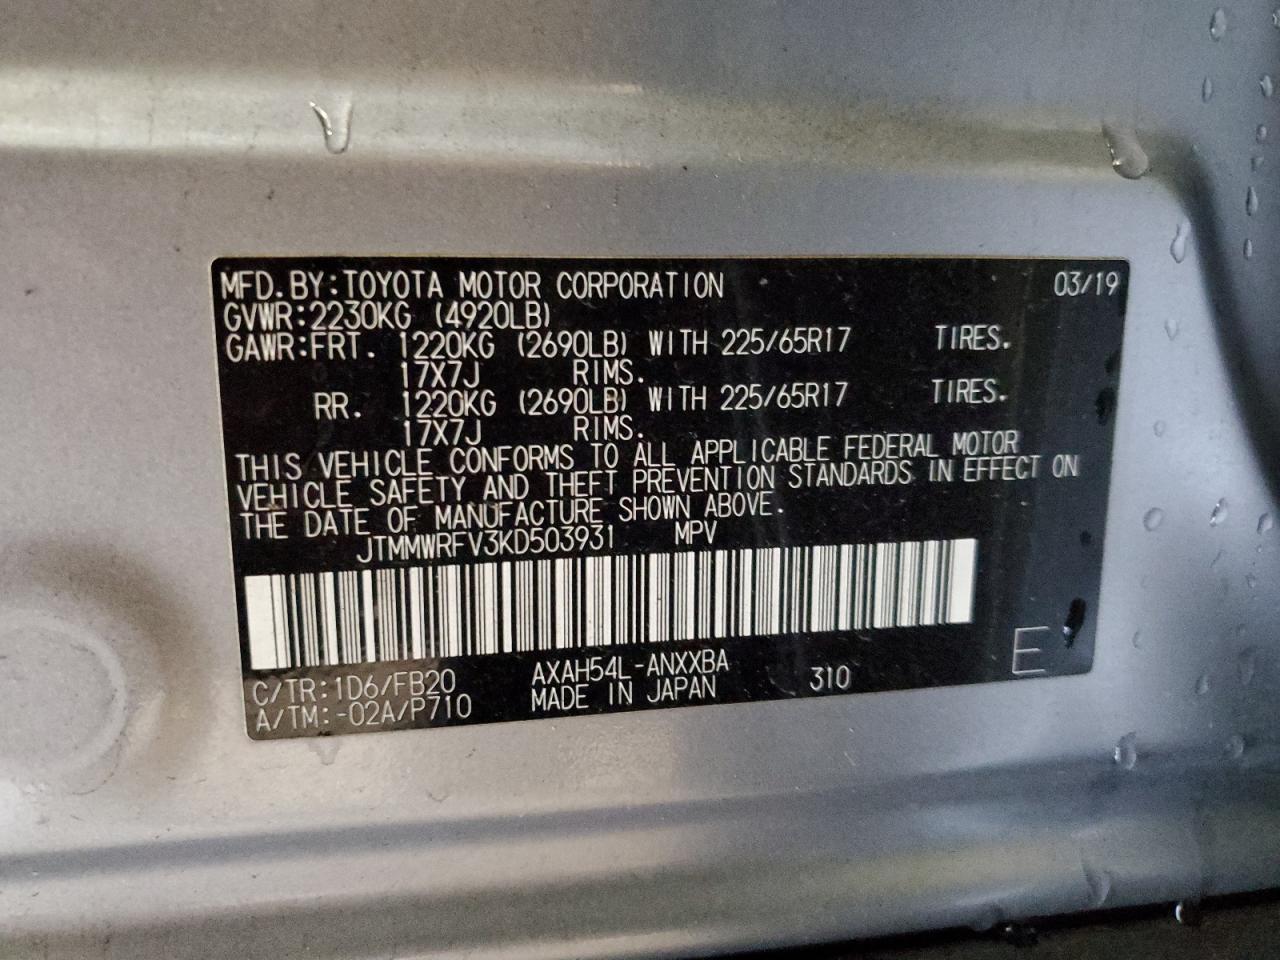 MFD. BY: TOYOTA MOTOR CORPORATION 03/19
GVWR: 2230KG (4920LB)
GAWR: FRT. 1220KG (2690LB) WITH 225/65R17 TIRES.
17X7J RIMS.
RR. 1220KG (2690LB) WITH 225/65R17 TIRES.
17X7J RIMS.
THIS VEHICLE CONFORMS TO ALL APPLICABLE FEDERAL MOTOR
VEHICLE SAFETY AND THEFT PREVENTION STANDARDS IN EFFECT ON
THE DATE OF MANUFACTURE SHOWN ABOVE.
JTMMWRFV3KD503931 MPV
C/TR: 1D6/FB20 AXAH54L-ANXXBA 310 E
A/TM: -02A/P710 MADE IN JAPAN